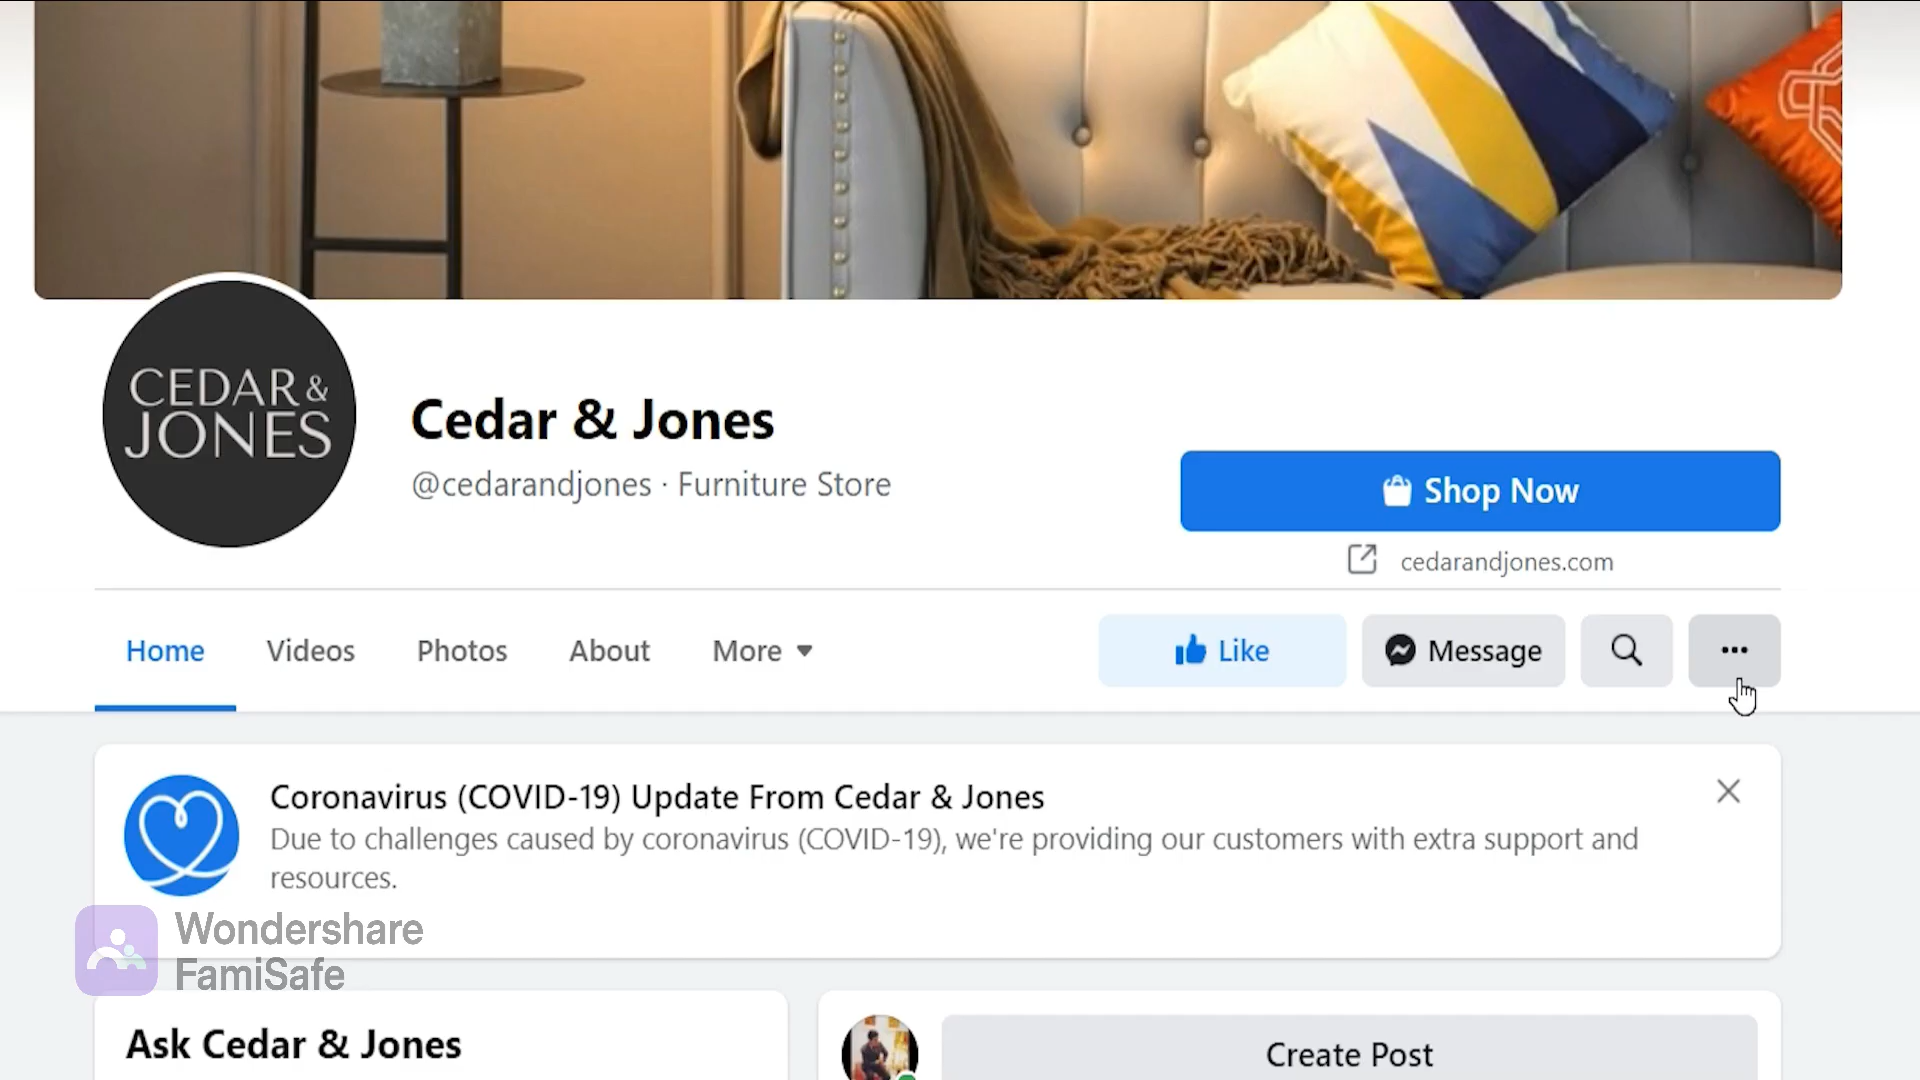 CEDAR &
JONES
Cedar & Jones
@cedarandjones · Furniture Store
Shop Now
cedarandjones.com
Home Videos Photos About More Like Message
Coronavirus (COVID-19) Update From Cedar & Jones
Due to challenges caused by coronavirus (COVID-19), we're providing our customers with extra support and
resources.
Wondershare
FamiSafe
Ask Cedar & Jones
Create Post